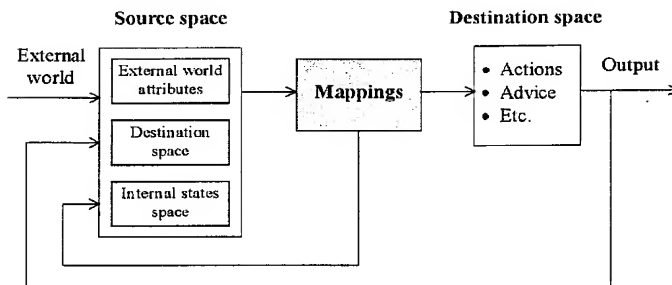 Source space
Destination space
External
world
External world
attributes
Destination
space
Internal states
space
Mappings
• Actions
• Advice
• Etc.
Output